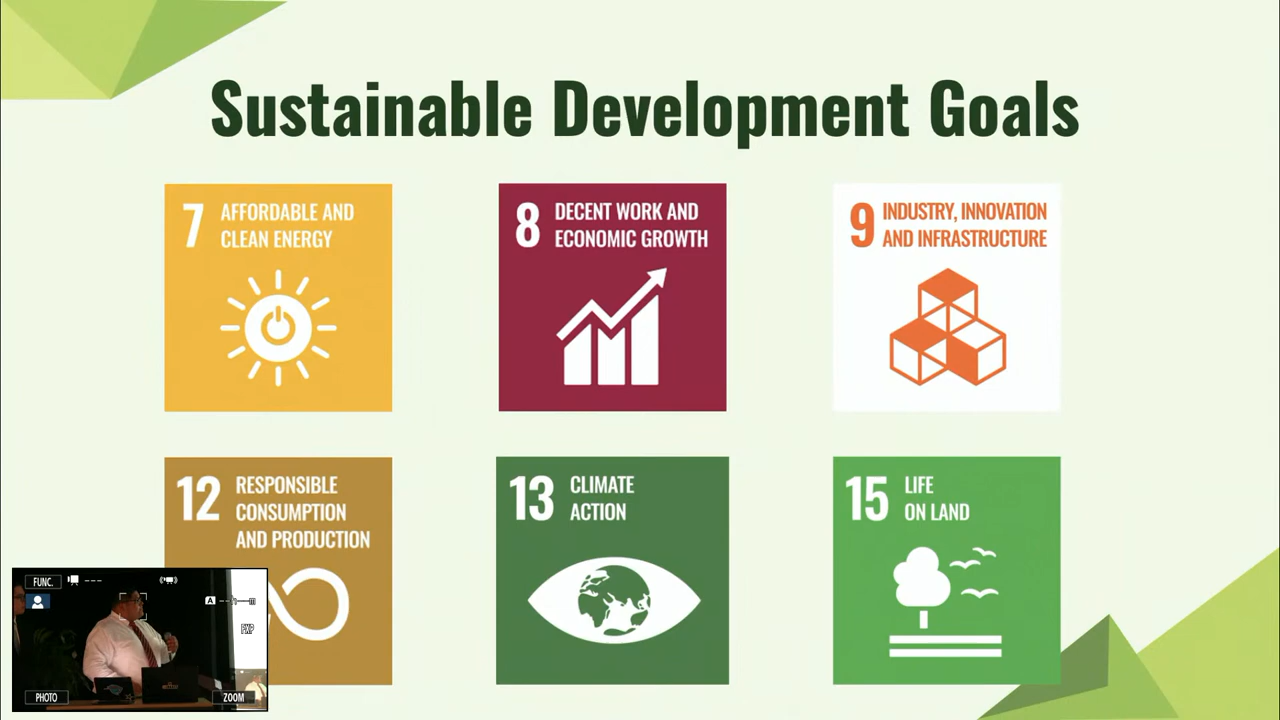 Sustainable Development Goals
7 AFFORDABLE AND
CLEAN ENERGY
8 DECENT WORK AND
ECONOMIC GROWTH
9 INDUSTRY, INNOVATION
AND INFRASTRUCTURE
12 RESPONSIBLE
CONSUMPTION
AND PRODUCTION
13 CLIMATE
ACTION
15 LIFE
ON LAND
FUNC.
A
PHOTO
ZOOM